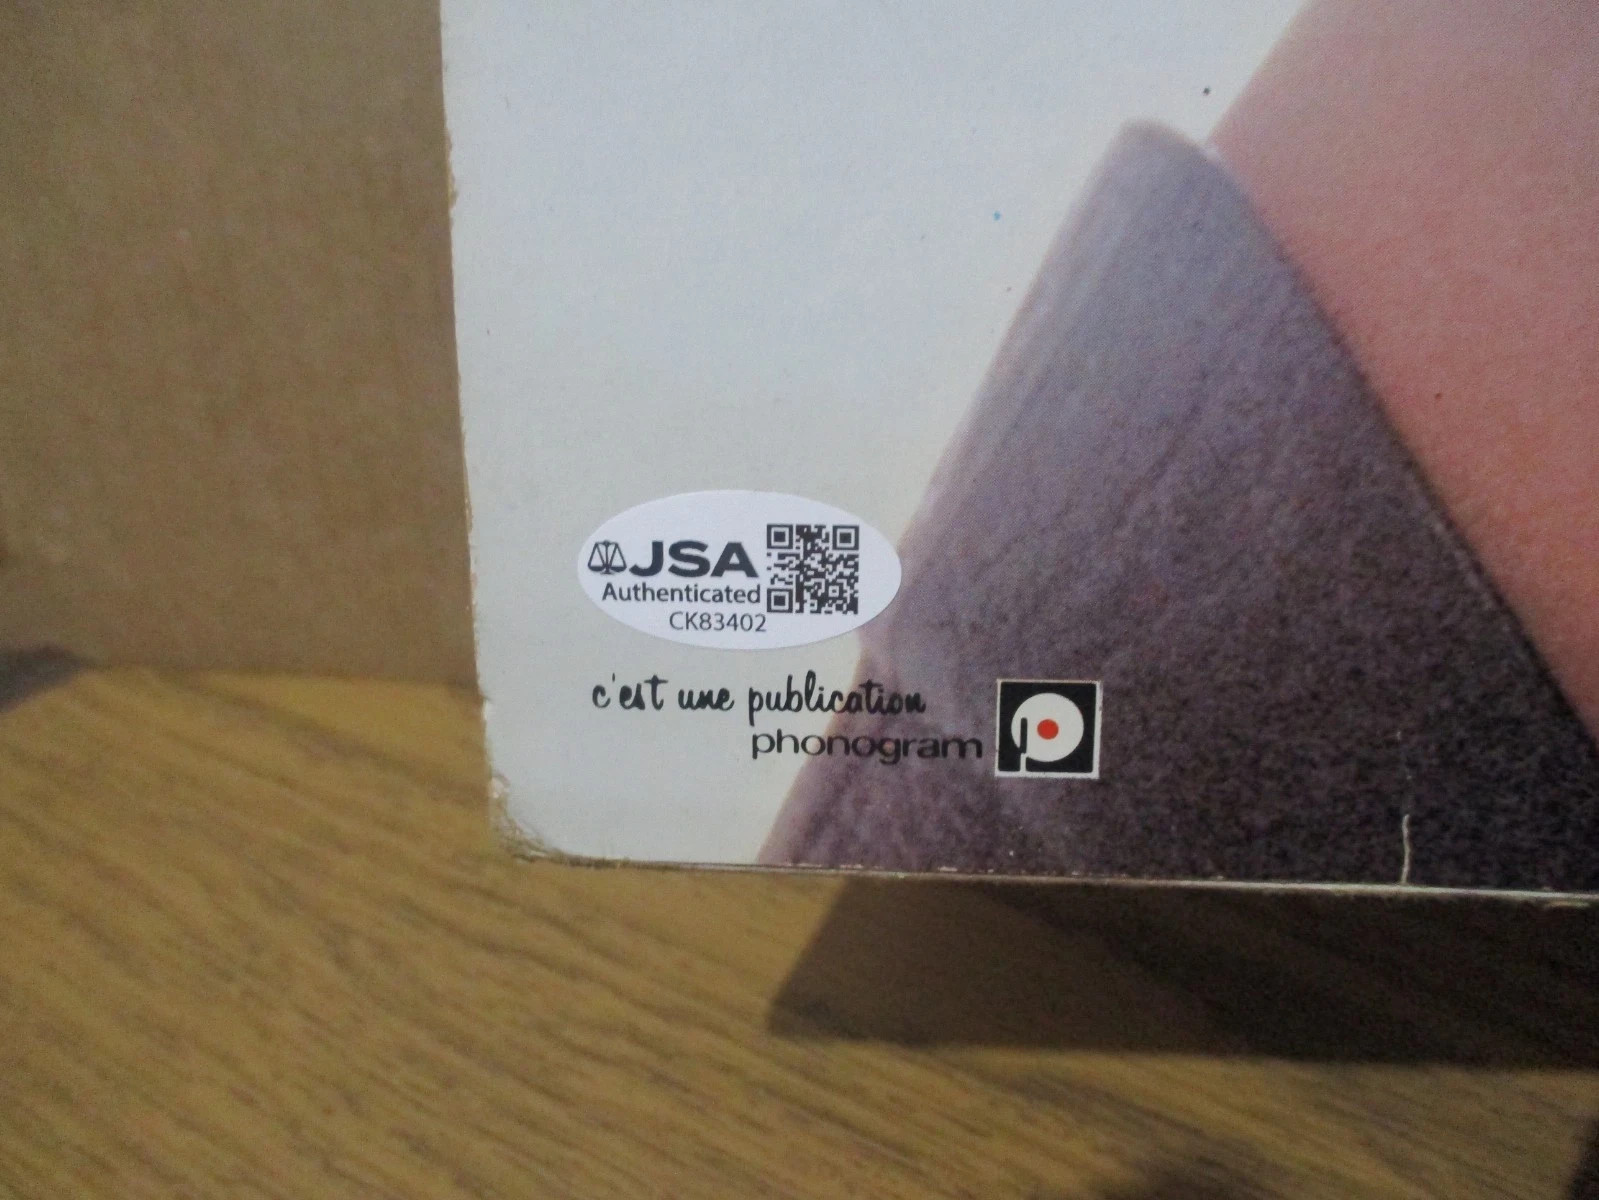 JSA
Authenticated
CK83402
c'est une publication
phonogram